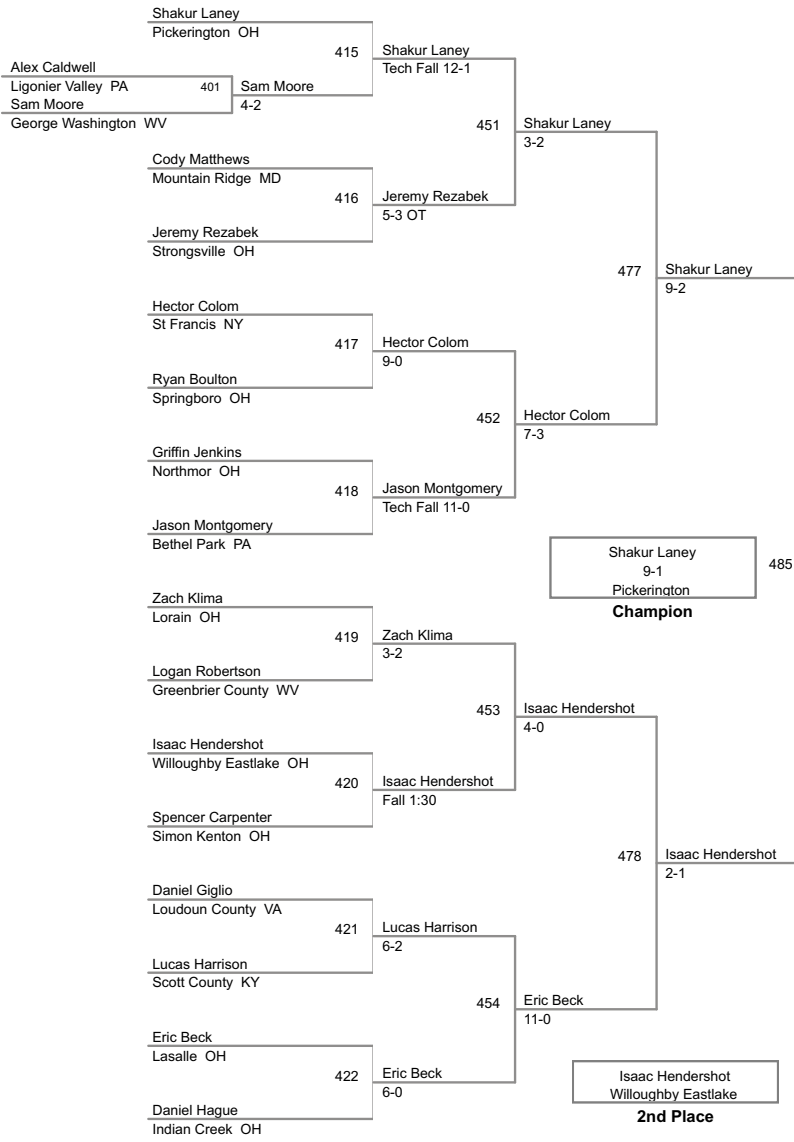 Shakur Laney
Pickerington OH
415
Shakur Laney
Tech Fall 12-1
Alex Caldwell
Ligonier Valley PA
401
Sam Moore
4-2
Sam Moore
George Washington WV
451
Shakur Laney
3-2
Cody Matthews
Mountain Ridge MD
416
Jeremy Rezabek
5-3 OT
Jeremy Rezabek
Strongsville OH
477
Shakur Laney
9-2
Hector Colom
St Francis NY
417
Hector Colom
9-0
Ryan Boulton
Springboro OH
452
Hector Colom
7-3
Griffin Jenkins
Northmor OH
418
Jason Montgomery
Tech Fall 11-0
Jason Montgomery
Bethel Park PA
Shakur Laney
9-1
Pickerington
485
Champion
Zach Klima
Lorain OH
419
Zach Klima
3-2
Logan Robertson
Greenbrier County WV
453
Isaac Hendershot
4-0
Isaac Hendershot
Willoughby Eastlake OH
420
Isaac Hendershot
Fall 1:30
Spencer Carpenter
Simon Kenton OH
478
Isaac Hendershot
2-1
Daniel Giglio
Loudoun County VA
421
Lucas Harrison
6-2
Lucas Harrison
Scott County KY
454
Eric Beck
11-0
Eric Beck
Lasalle OH
422
Eric Beck
6-0
Daniel Hague
Indian Creek OH
Isaac Hendershot
Willoughby Eastlake
2nd Place